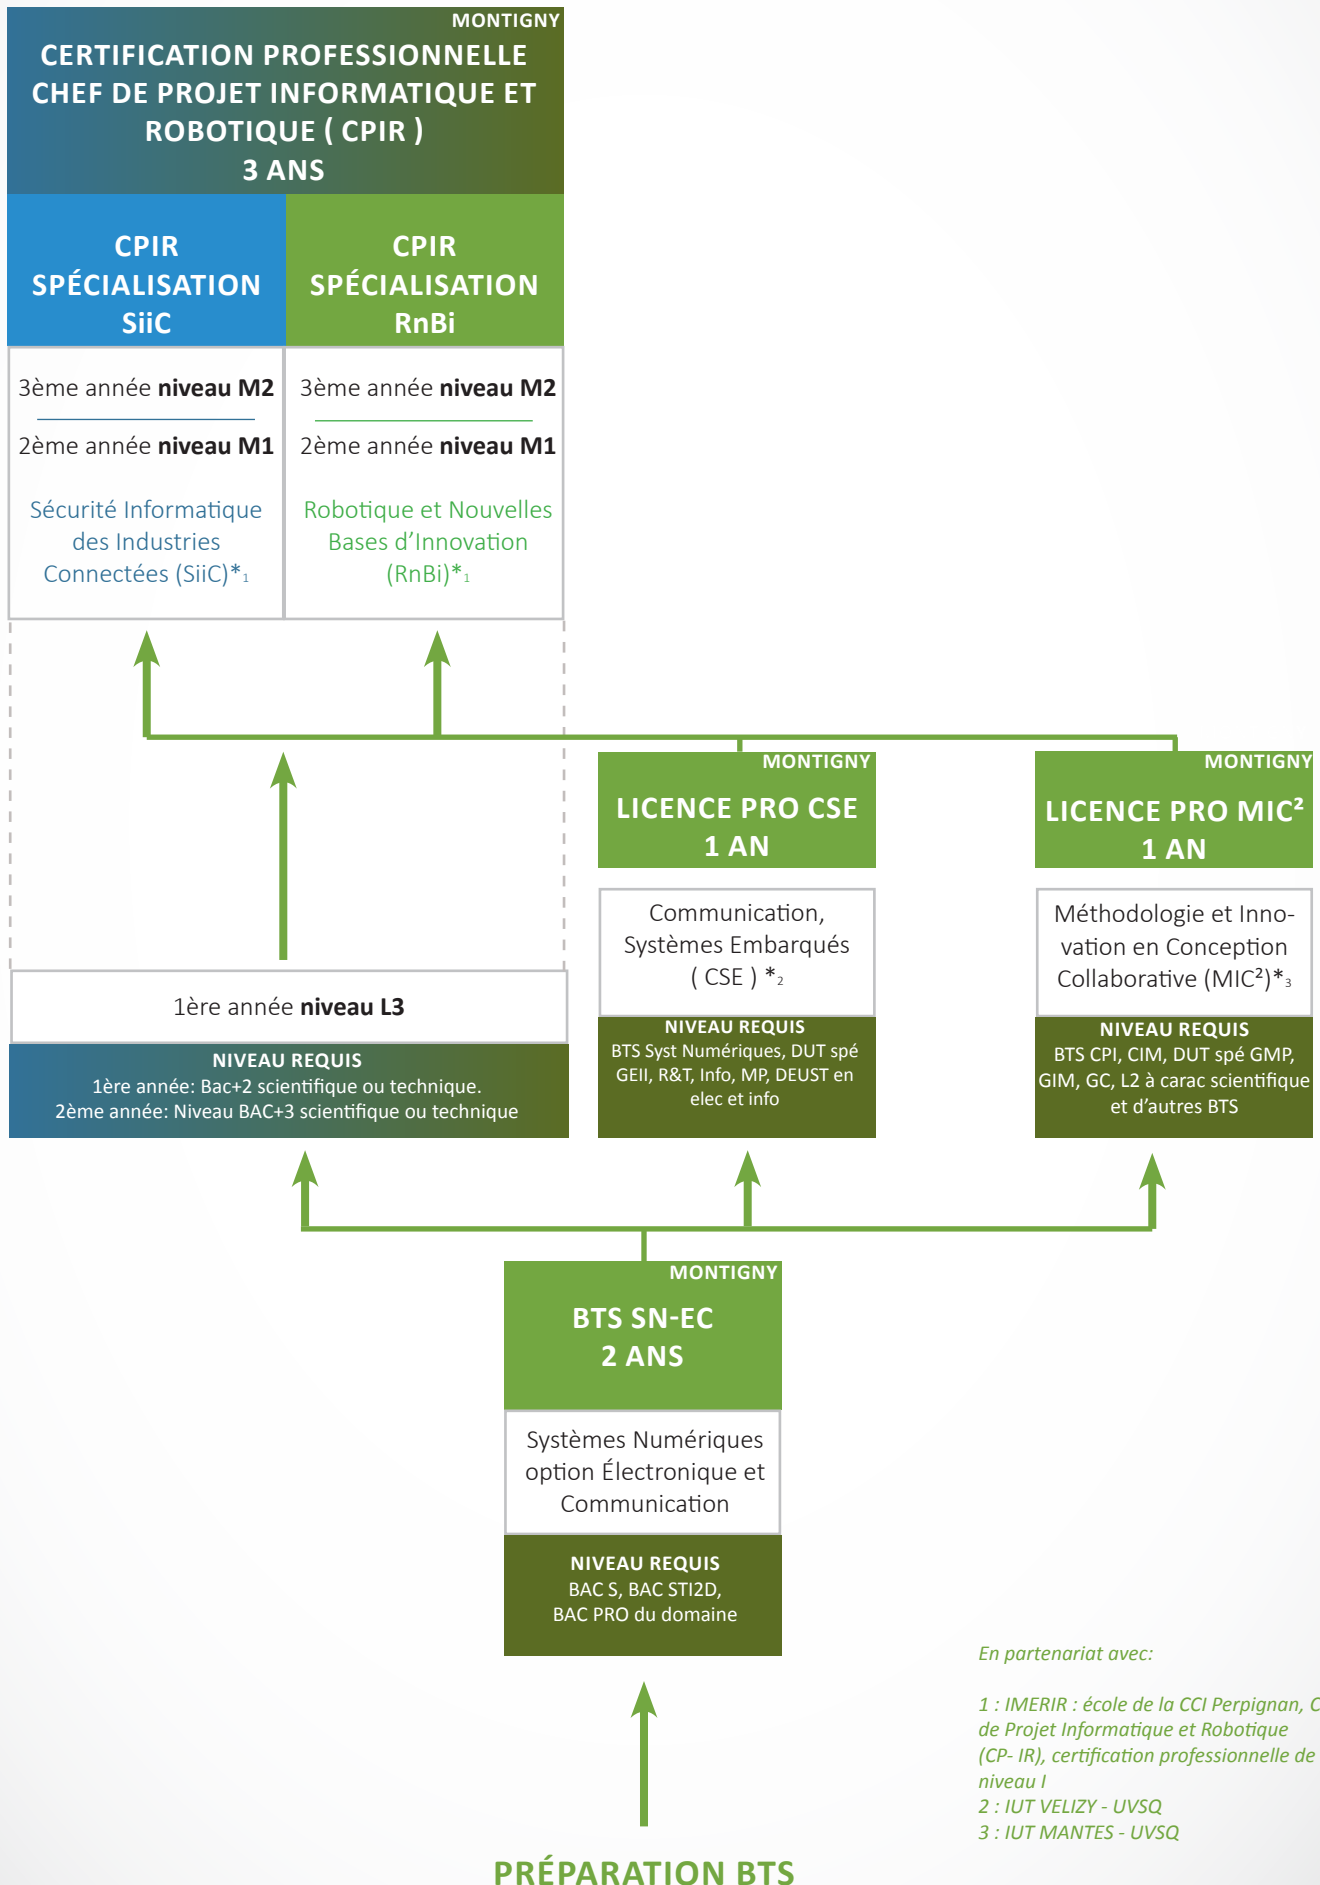 MONTIGNY
CERTIFICATION PROFESSIONNELLE
CHEF DE PROJET INFORMATIQUE ET
ROBOTIQUE ( CPIR )
3 ANS
CPIR
SPÉCIALISATION
SiiC
CPIR
SPÉCIALISATION
RnBi
3ème année niveau M2
2ème année niveau M1
Sécurité Informatique
des Industries
Connectées (SiiC)*1
3ème année niveau M2
2ème année niveau M1
Robotique et Nouvelles
Bases d’Innovation
(RnBi)*1
1ère année niveau L3
NIVEAU REQUIS
1ère année: Bac+2 scientifique ou technique.
2ème année: Niveau BAC+3 scientifique ou technique
MONTIGNY
LICENCE PRO CSE
1 AN
Communication,
Systèmes Embarqués
( CSE ) *2
NIVEAU REQUIS
BTS Syst Numériques, DUT spé
GEII, R&T, Info, MP, DEUST en
elec et info
MONTIGNY
LICENCE PRO MIC²
1 AN
Méthodologie et Inno-
vation en Conception
Collaborative (MIC²)*3
NIVEAU REQUIS
BTS CPI, CIM, DUT spé GMP,
GIM, GC, L2 à carac scientifique
et d’autres BTS
MONTIGNY
BTS SN-EC
2 ANS
Systèmes Numériques
option Électronique et
Communication
NIVEAU REQUIS
BAC S, BAC STI2D,
BAC PRO du domaine
PRÉPARATION BTS
En partenariat avec:
1 : IMERIR : école de la CCI Perpignan, C
de Projet Informatique et Robotique
(CP- IR), certification professionnelle de
niveau I
2 : IUT VELIZY - UVSQ
3 : IUT MANTES - UVSQ